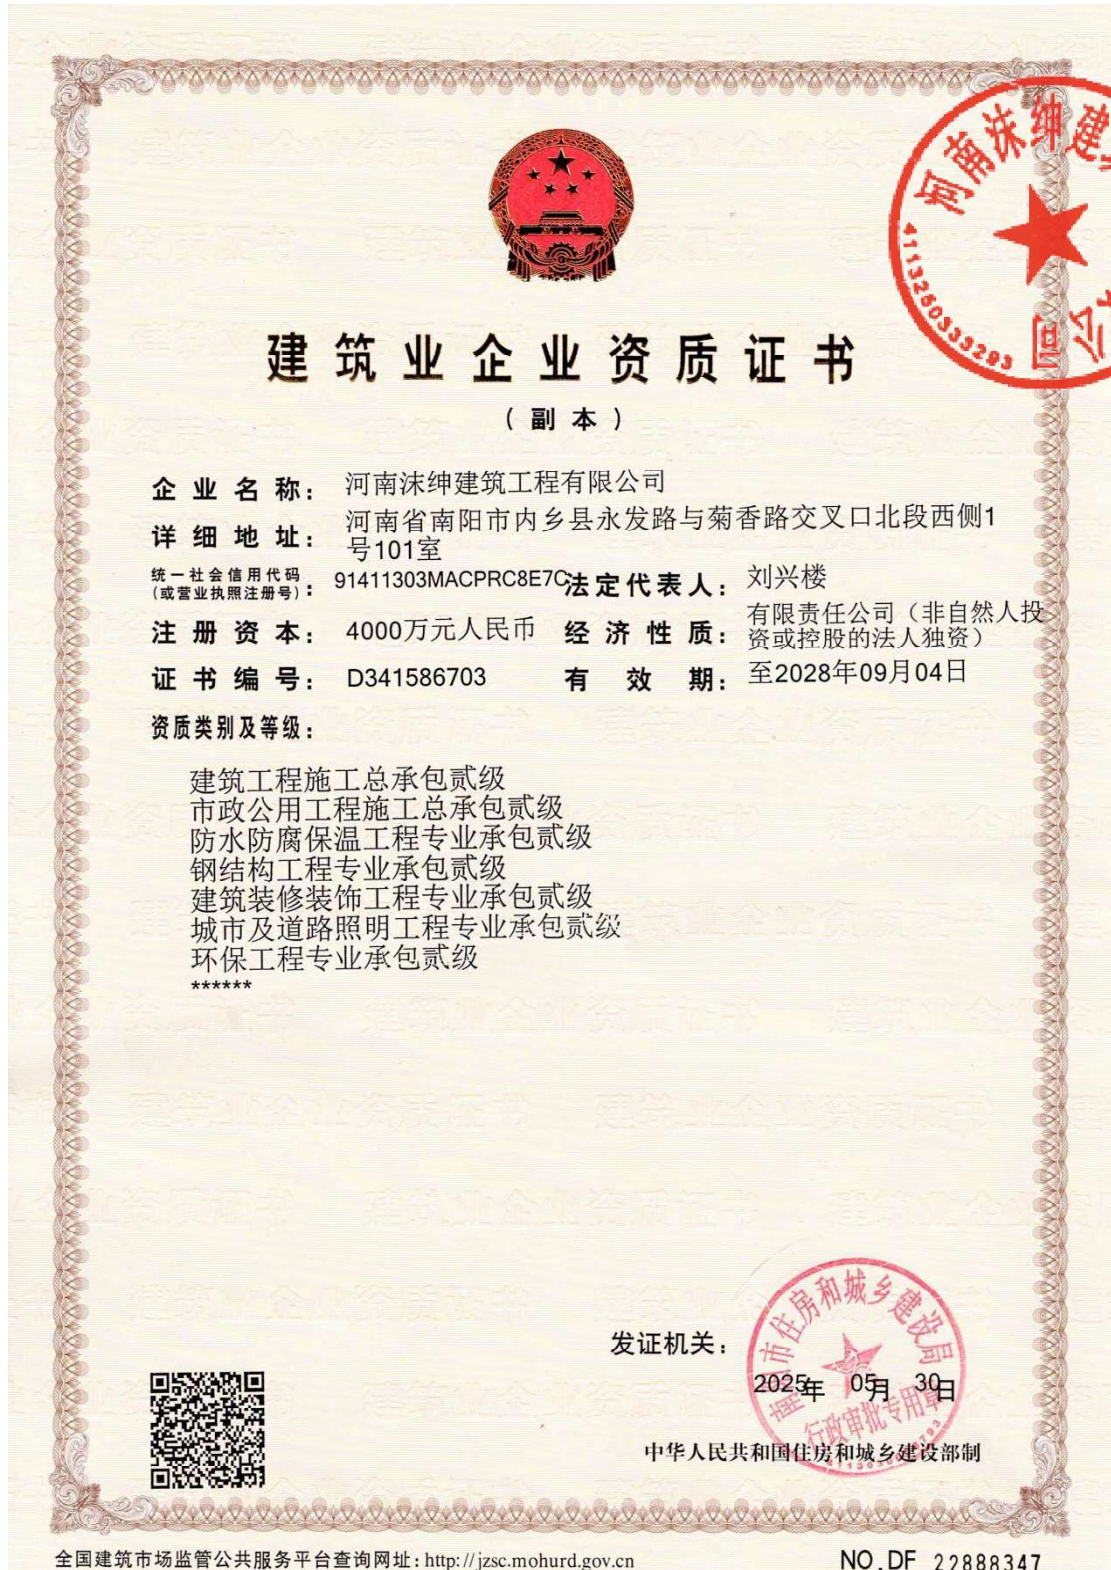 河南沫绅建
公司
4113250333293
建筑业企业资质证书
（副本）
企业名称： 河南沫绅建筑工程有限公司
详细地址： 河南省南阳市内乡县永发路与菊香路交叉口北段西侧1
号101室
统一社会信用代码
（或营业执照注册号）： 91411303MACPRC8E7C 法定代表人： 刘兴楼
注册资本： 4000万元人民币 经济性质： 有限责任公司（非自然人投
资或控股的法人独资）
证书编号： D341586703 有效期： 至2028年09月04日
资质类别及等级：
建筑工程施工总承包贰级
市政公用工程施工总承包贰级
防水防腐保温工程专业承包贰级
钢结构工程专业承包贰级
建筑装修装饰工程专业承包贰级
城市及道路照明工程专业承包贰级
环保工程专业承包贰级
******
南阳市住房和城乡建设局
发证机关：
2025年 05月 30日
行政审批专用章
中华人民共和国住房和城乡建设部制
全国建筑市场监管公共服务平台查询网址：http://jzsc.mohurd.gov.cn
NO.DF 22888347